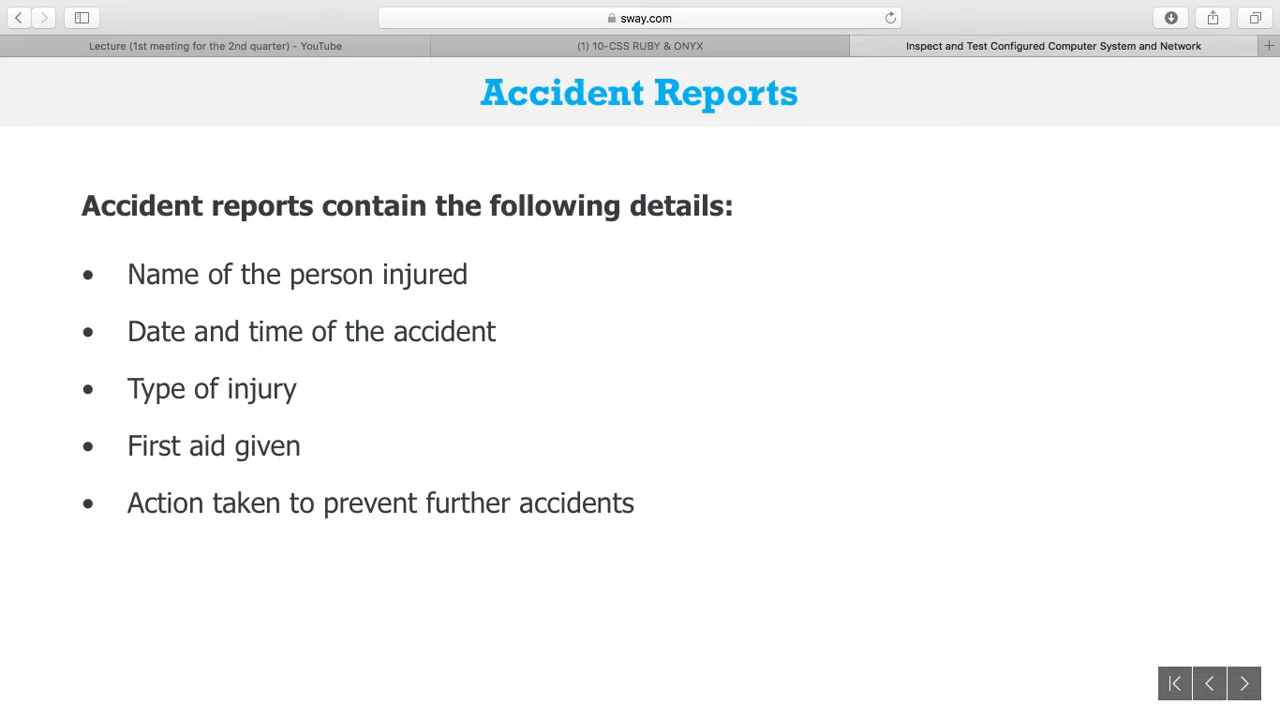 sway.com
Lecture (1st meeting for the 2nd quarter) - YouTube
(1) 10-CSS RUBY & ONYX
Inspect and Test Configured Computer System and Network
Accident Reports
Accident reports contain the following details:
• Name of the person injured
• Date and time of the accident
• Type of injury
• First aid given
• Action taken to prevent further accidents